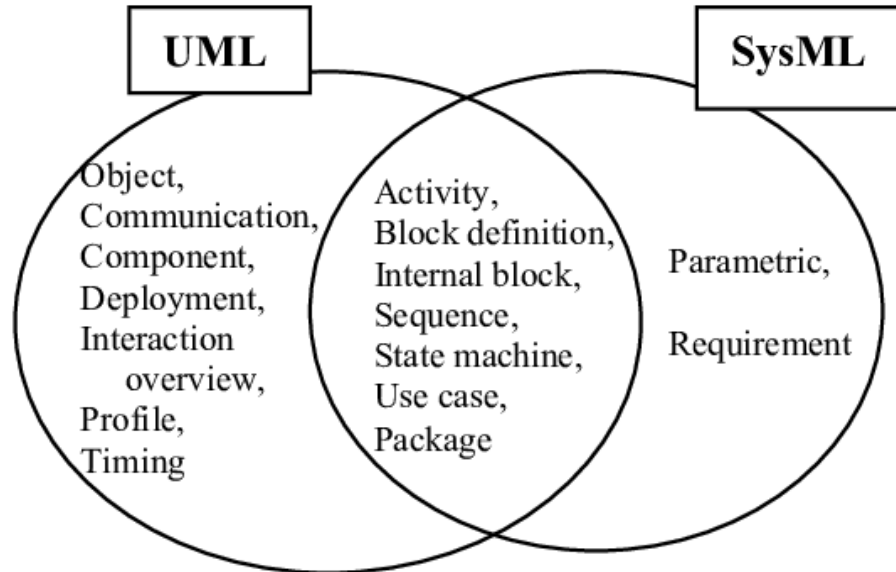 UML
SysML
Object,
Communication,
Component,
Deployment,
Interaction
overview,
Profile,
Timing
Activity,
Block definition,
Internal block,
Sequence,
State machine,
Use case,
Package
Parametric,
Requirement